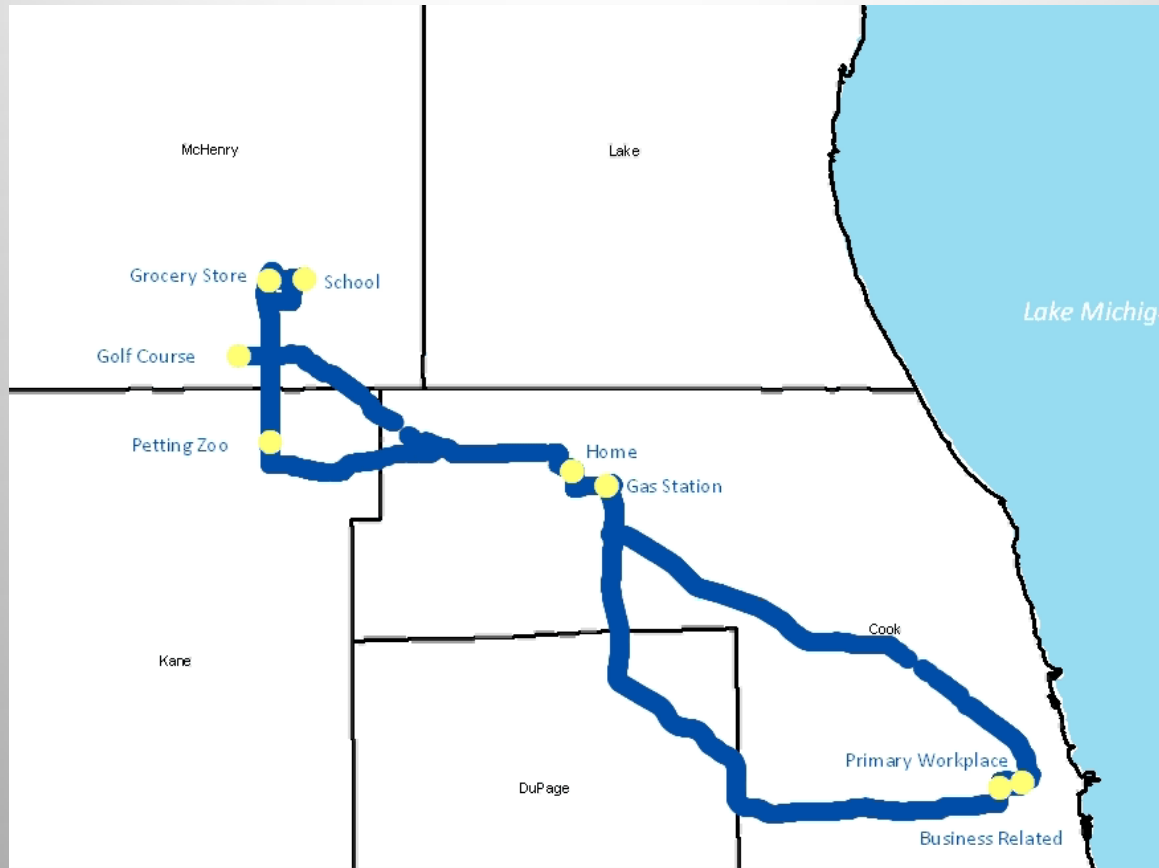 McHenry
Lake
Grocery Store
School
Lake Michig
Golf Course
Petting Zoo
Home
Gas Station
Cook
Kane
Primary Workplace
DuPage
Business Related